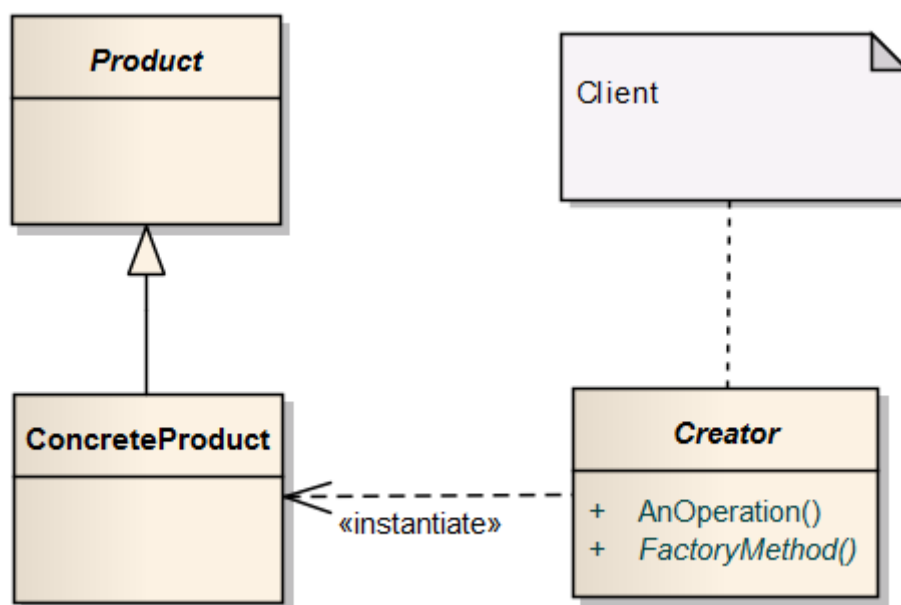 Product
Client
ConcreteProduct
Creator
«instantiate»
+ AnOperation()
+ FactoryMethod()